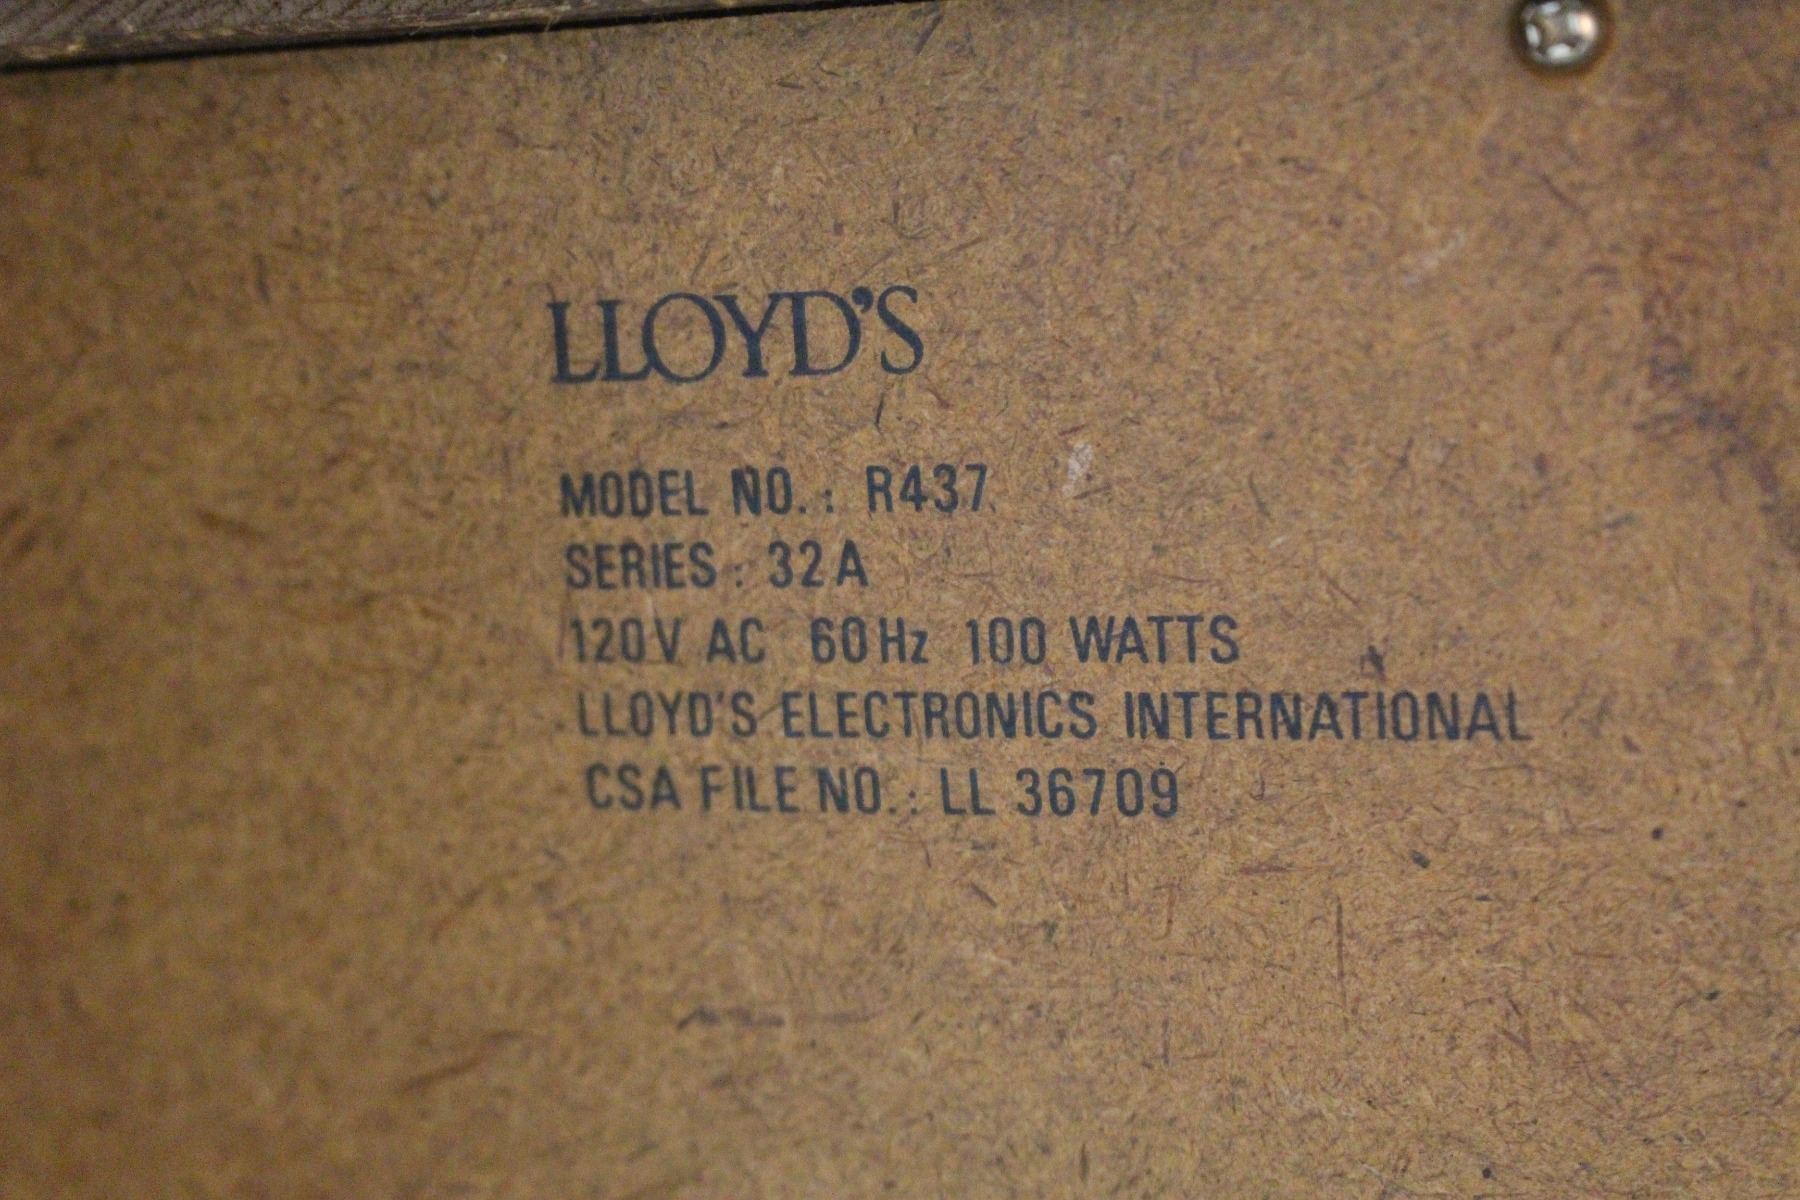 LLOYD'S
MODEL NO.: R437
SERIES: 32A
120V AC 60Hz 100 WATTS
LLOYD'S ELECTRONICS INTERNATIONAL
CSA FILE NO.: LL 36709